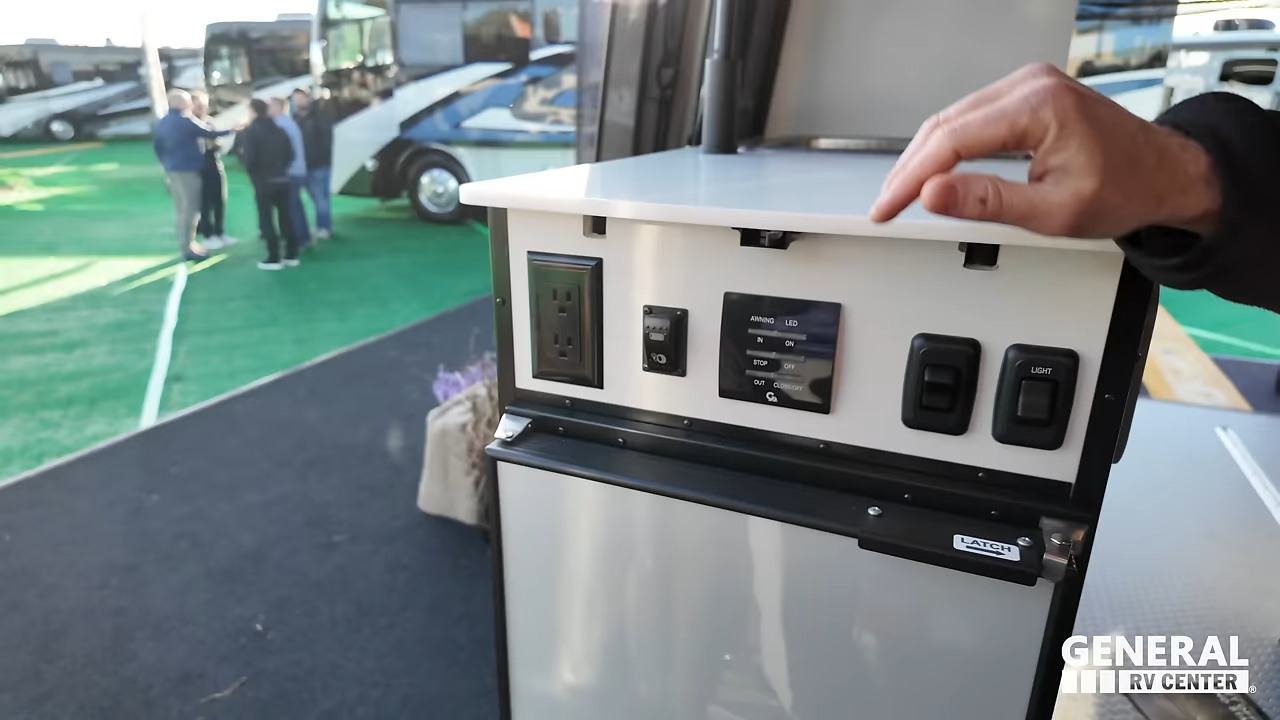 AWNING LED
IN ON
STOP OFF
OUT CLOSE/OFF
LIGHT
LATCH
GENERAL
RV CENTER®